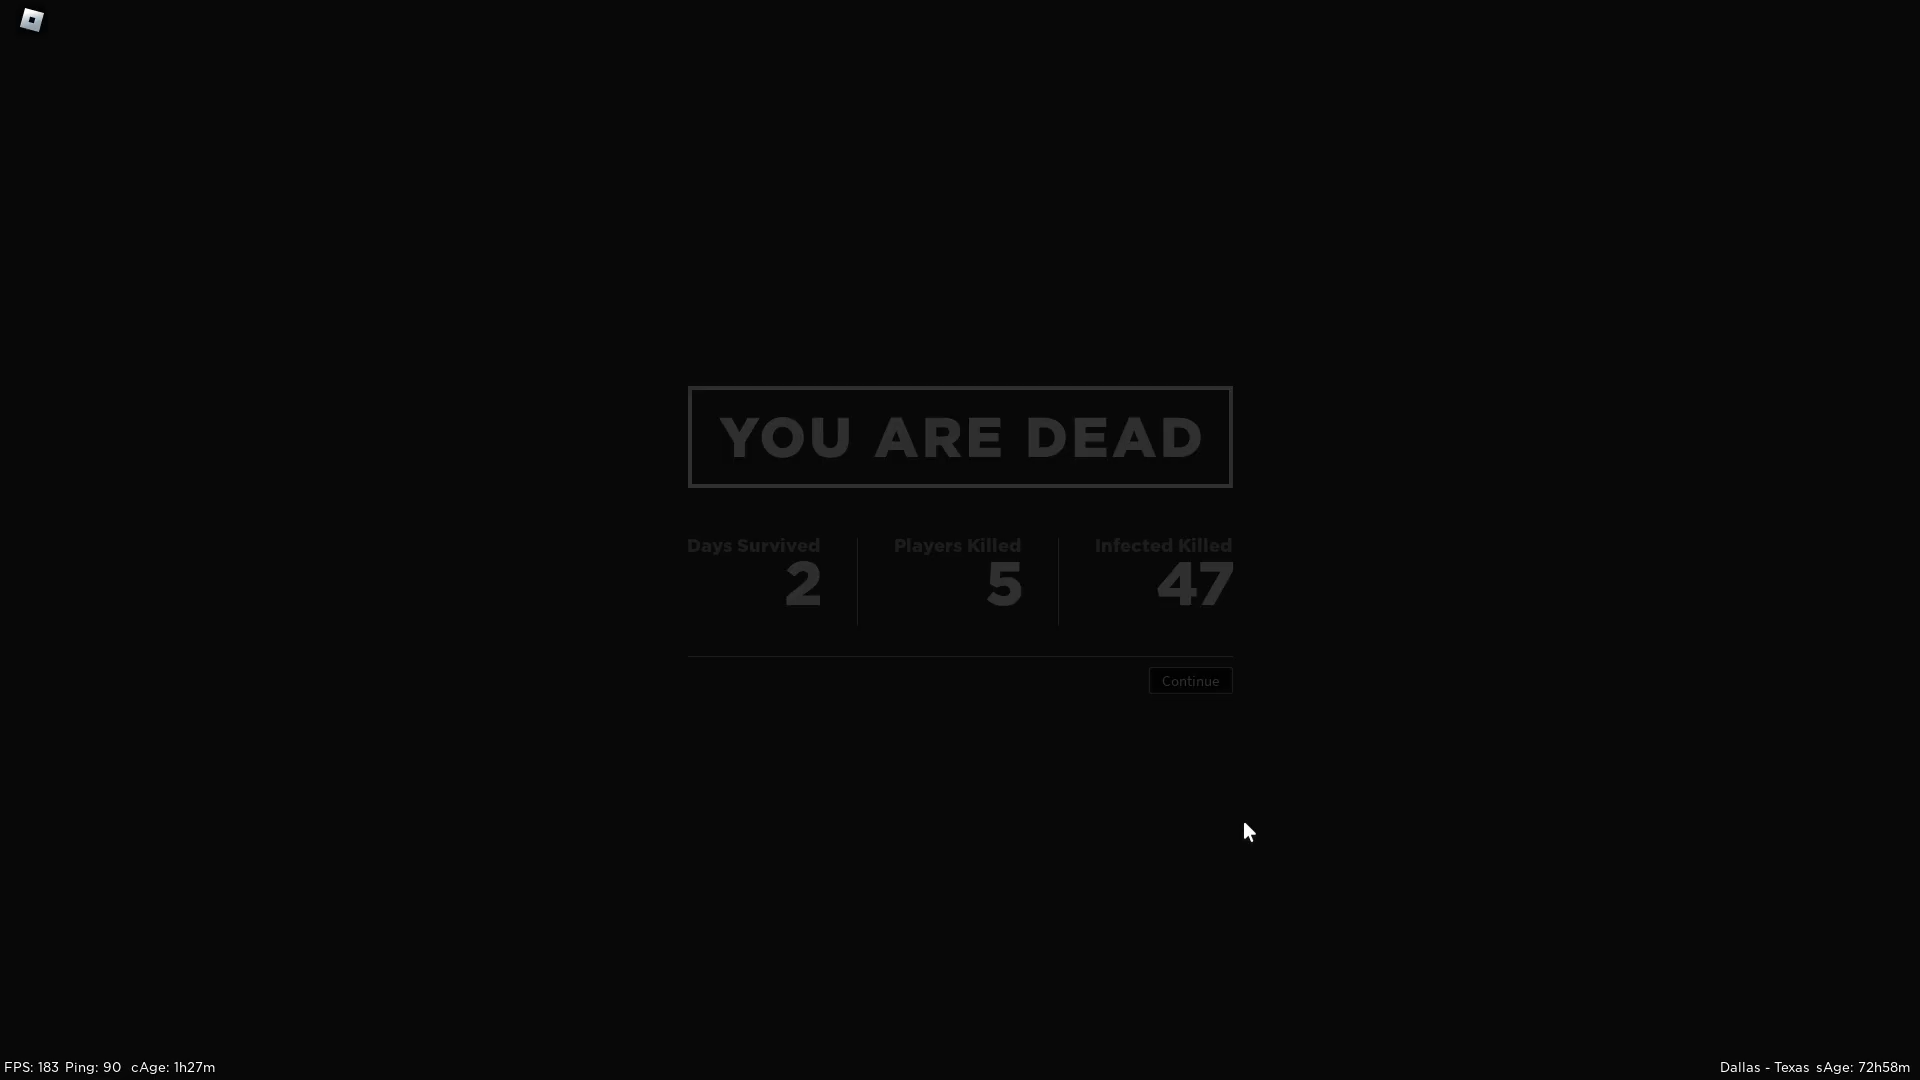 YOU ARE DEAD
Days Survived
2
Players Killed
5
Infected Killed
47
Continue
FPS: 183 Ping: 90 cAge: 1h27m
Dallas - Texas sAge: 72h58m